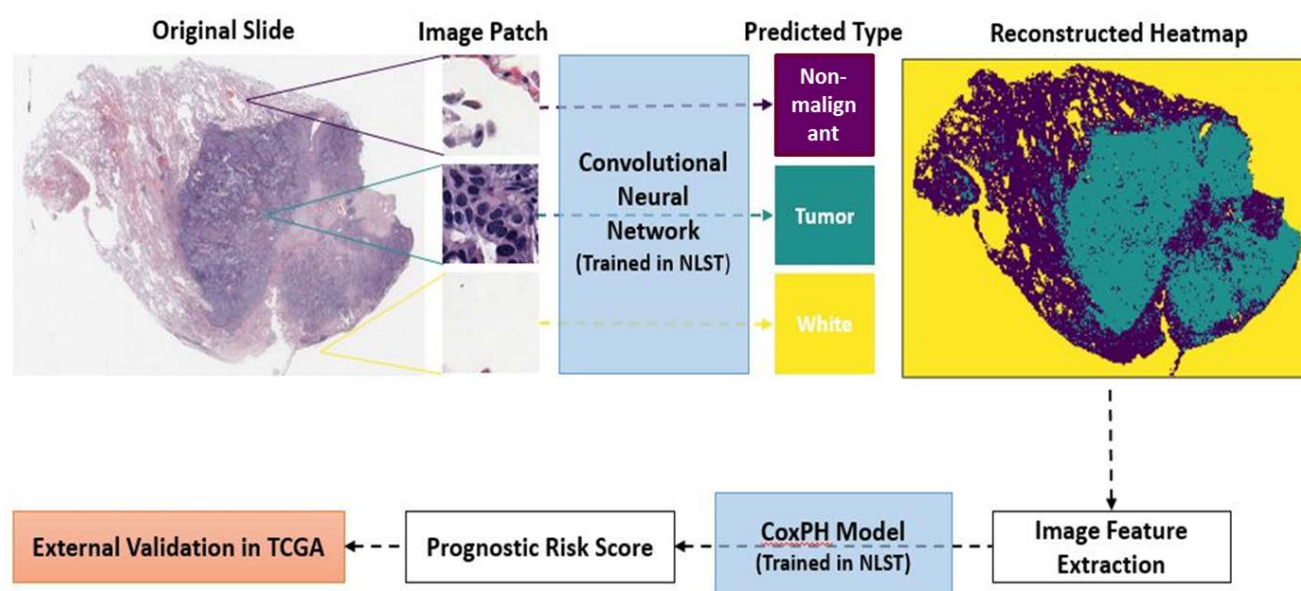 Original Slide
Image Patch
Predicted Type
Reconstructed Heatmap
Non-
malign
ant
Convolutional
Neural
Network
(Trained in NLST)
Tumor
White
External Validation in TCGA
Prognostic Risk Score
CoxPH Model
(Trained in NLST)
Image Feature
Extraction